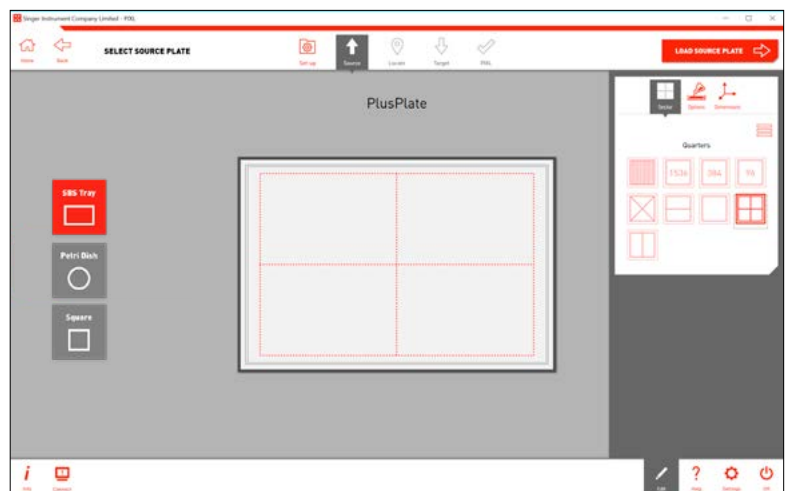 Singer Instrument Company Limited - PIXL
Home
Back
SELECT SOURCE PLATE
Set-up
Source
Locate
Target
PIXL
LOAD SOURCE PLATE
PlusPlate
Sector
Options
Dimensions
Quarters
1536
384
96
SBS Tray
Petri Dish
Square
i
Info
Connect
Edit
?
Help
Settings
Off